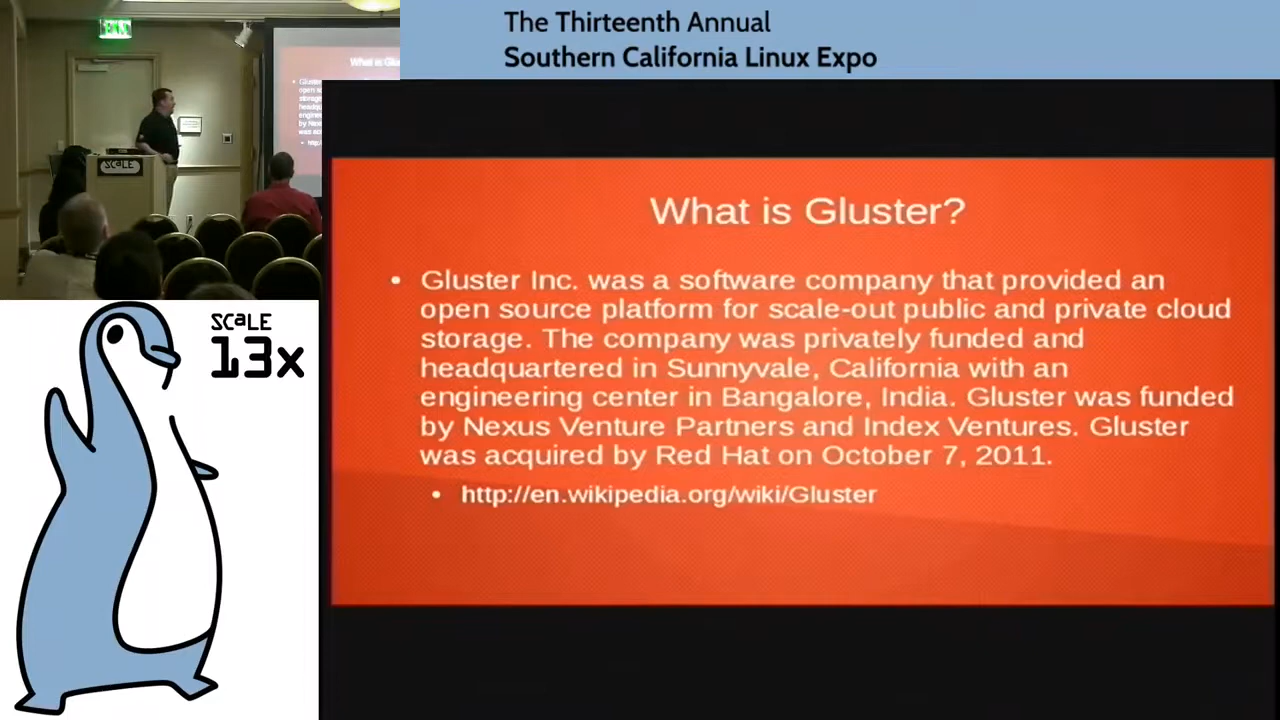 The Thirteenth Annual
Southern California Linux Expo
EXIT
SCaLE
SCaLE
13x
What is Gluster?
• Gluster Inc. was a software company that provided an
open source platform for scale-out public and private cloud
storage. The company was privately funded and
headquartered in Sunnyvale, California with an
engineering center in Bangalore, India. Gluster was funded
by Nexus Venture Partners and Index Ventures. Gluster
was acquired by Red Hat on October 7, 2011.
• http://en.wikipedia.org/wiki/Gluster